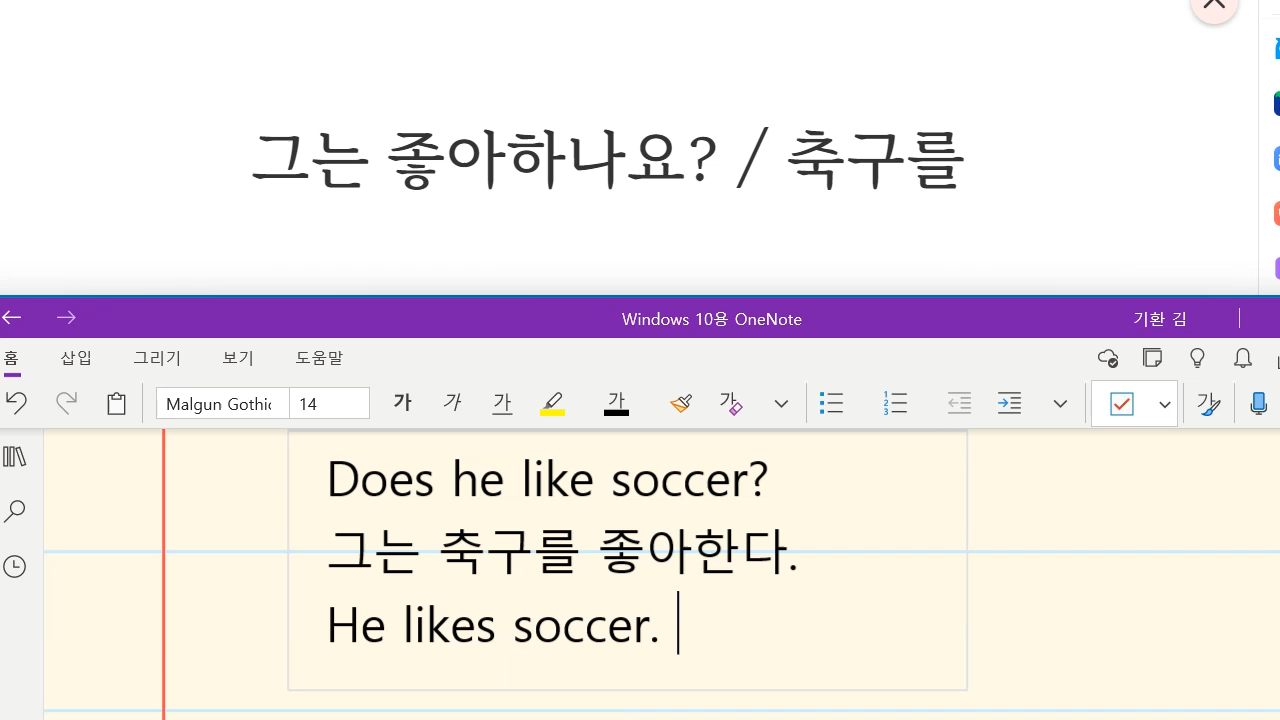 그는 좋아하나요? / 축구를
Windows 10용 OneNote
기환 김
홈 삽입 그리기 보기 도움말
Malgun Gothic 14 가 가 가 가 가 가
Does he like soccer?
그는 축구를 좋아한다.
He likes soccer.